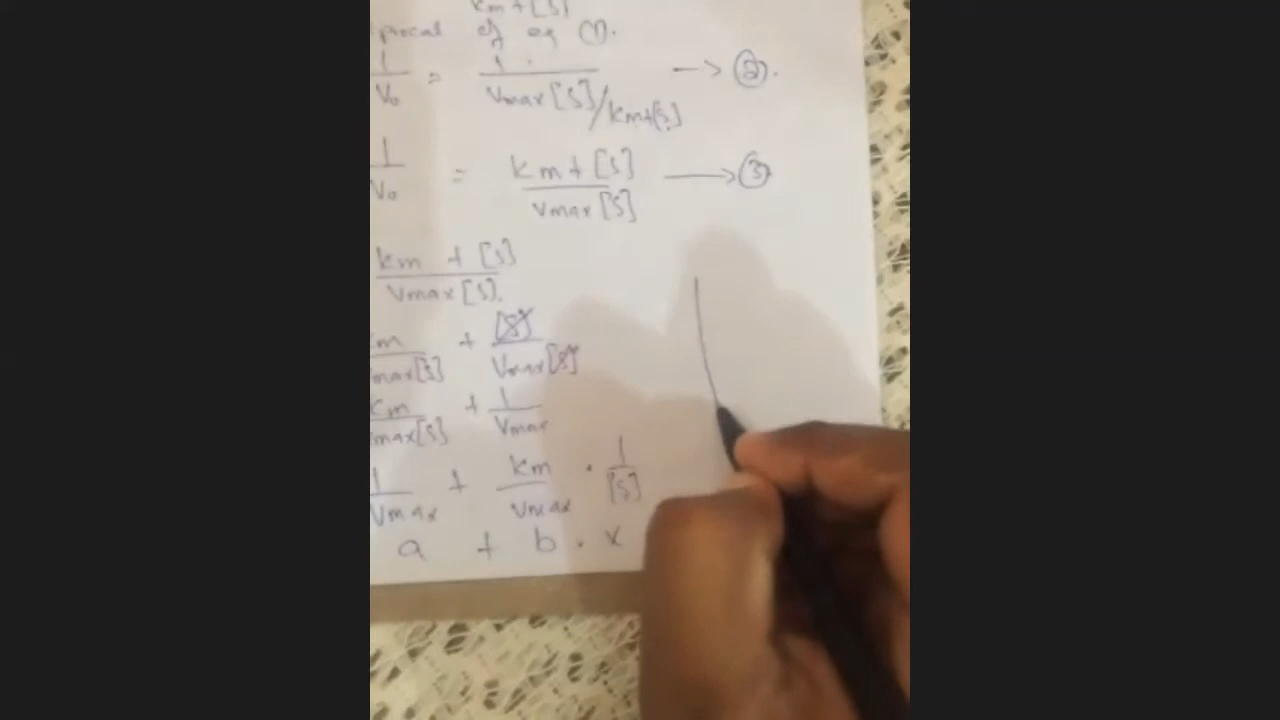 Km + [S]
of eq (1).
1/V₀ = 1/Vmax[S]/Km+[S] → ②.
1/V₀ = Km + [S]/Vmax[S] → ③
Km + [S]/Vmax[S].
Km/Vmax[S] + [S]/Vmax[S]
Km/Vmax[S] + 1/Vmax
1/Vmax + Km/Vmax · 1/[S]
a + b . x